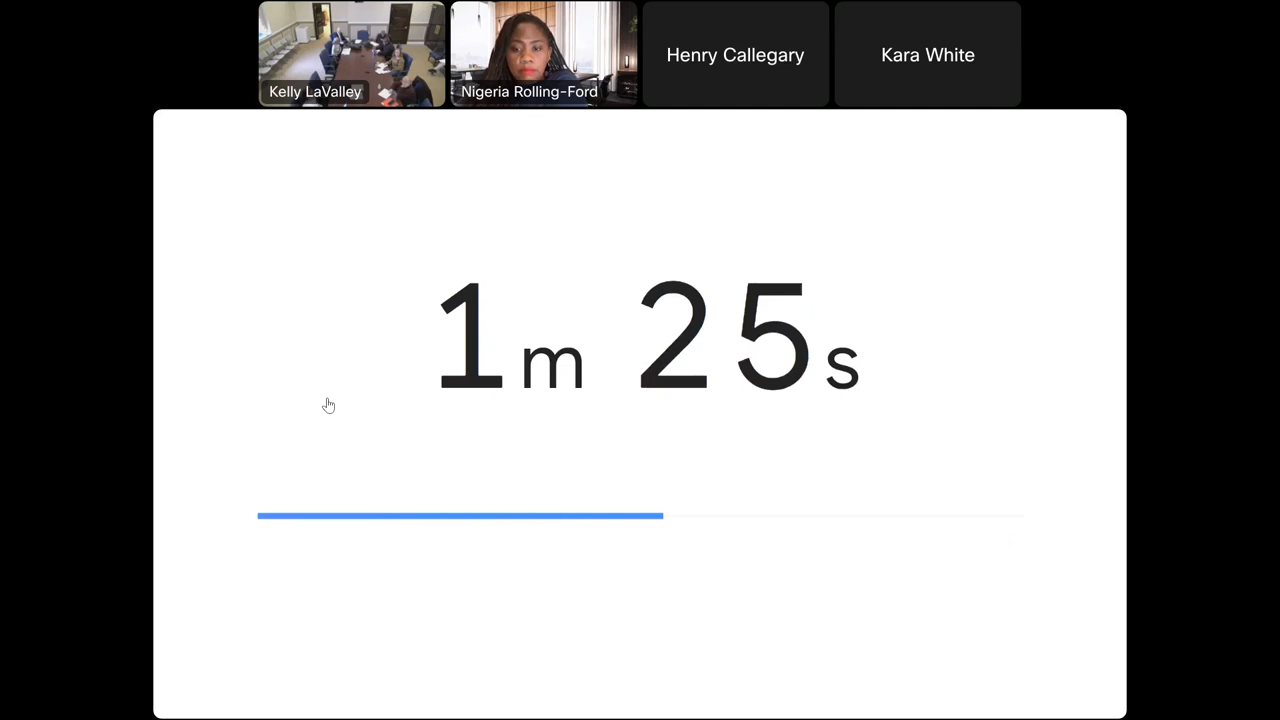 Kelly LaValley
Nigeria Rolling-Ford
Henry Callegary
Kara White
1m 25s